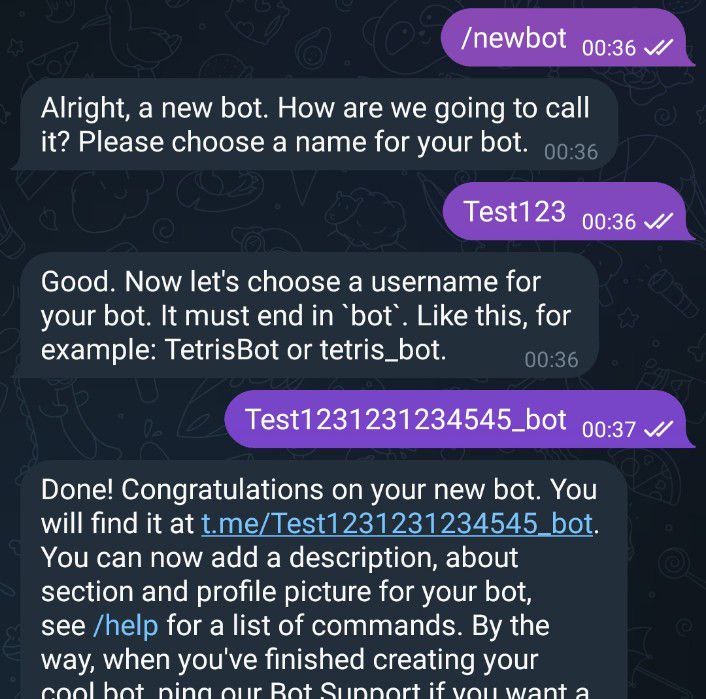 /newbot 00:36
Alright, a new bot. How are we going to call
it? Please choose a name for your bot. 00:36
Test123 00:36
Good. Now let's choose a username for
your bot. It must end in `bot`. Like this, for
example: TetrisBot or tetris_bot. 00:36
Test1231231234545_bot 00:37
Done! Congratulations on your new bot. You
will find it at t.me/Test1231231234545_bot.
You can now add a description, about
section and profile picture for your bot,
see /help for a list of commands. By the
way, when you've finished creating your
cool bot, ping our Bot Support if you want a